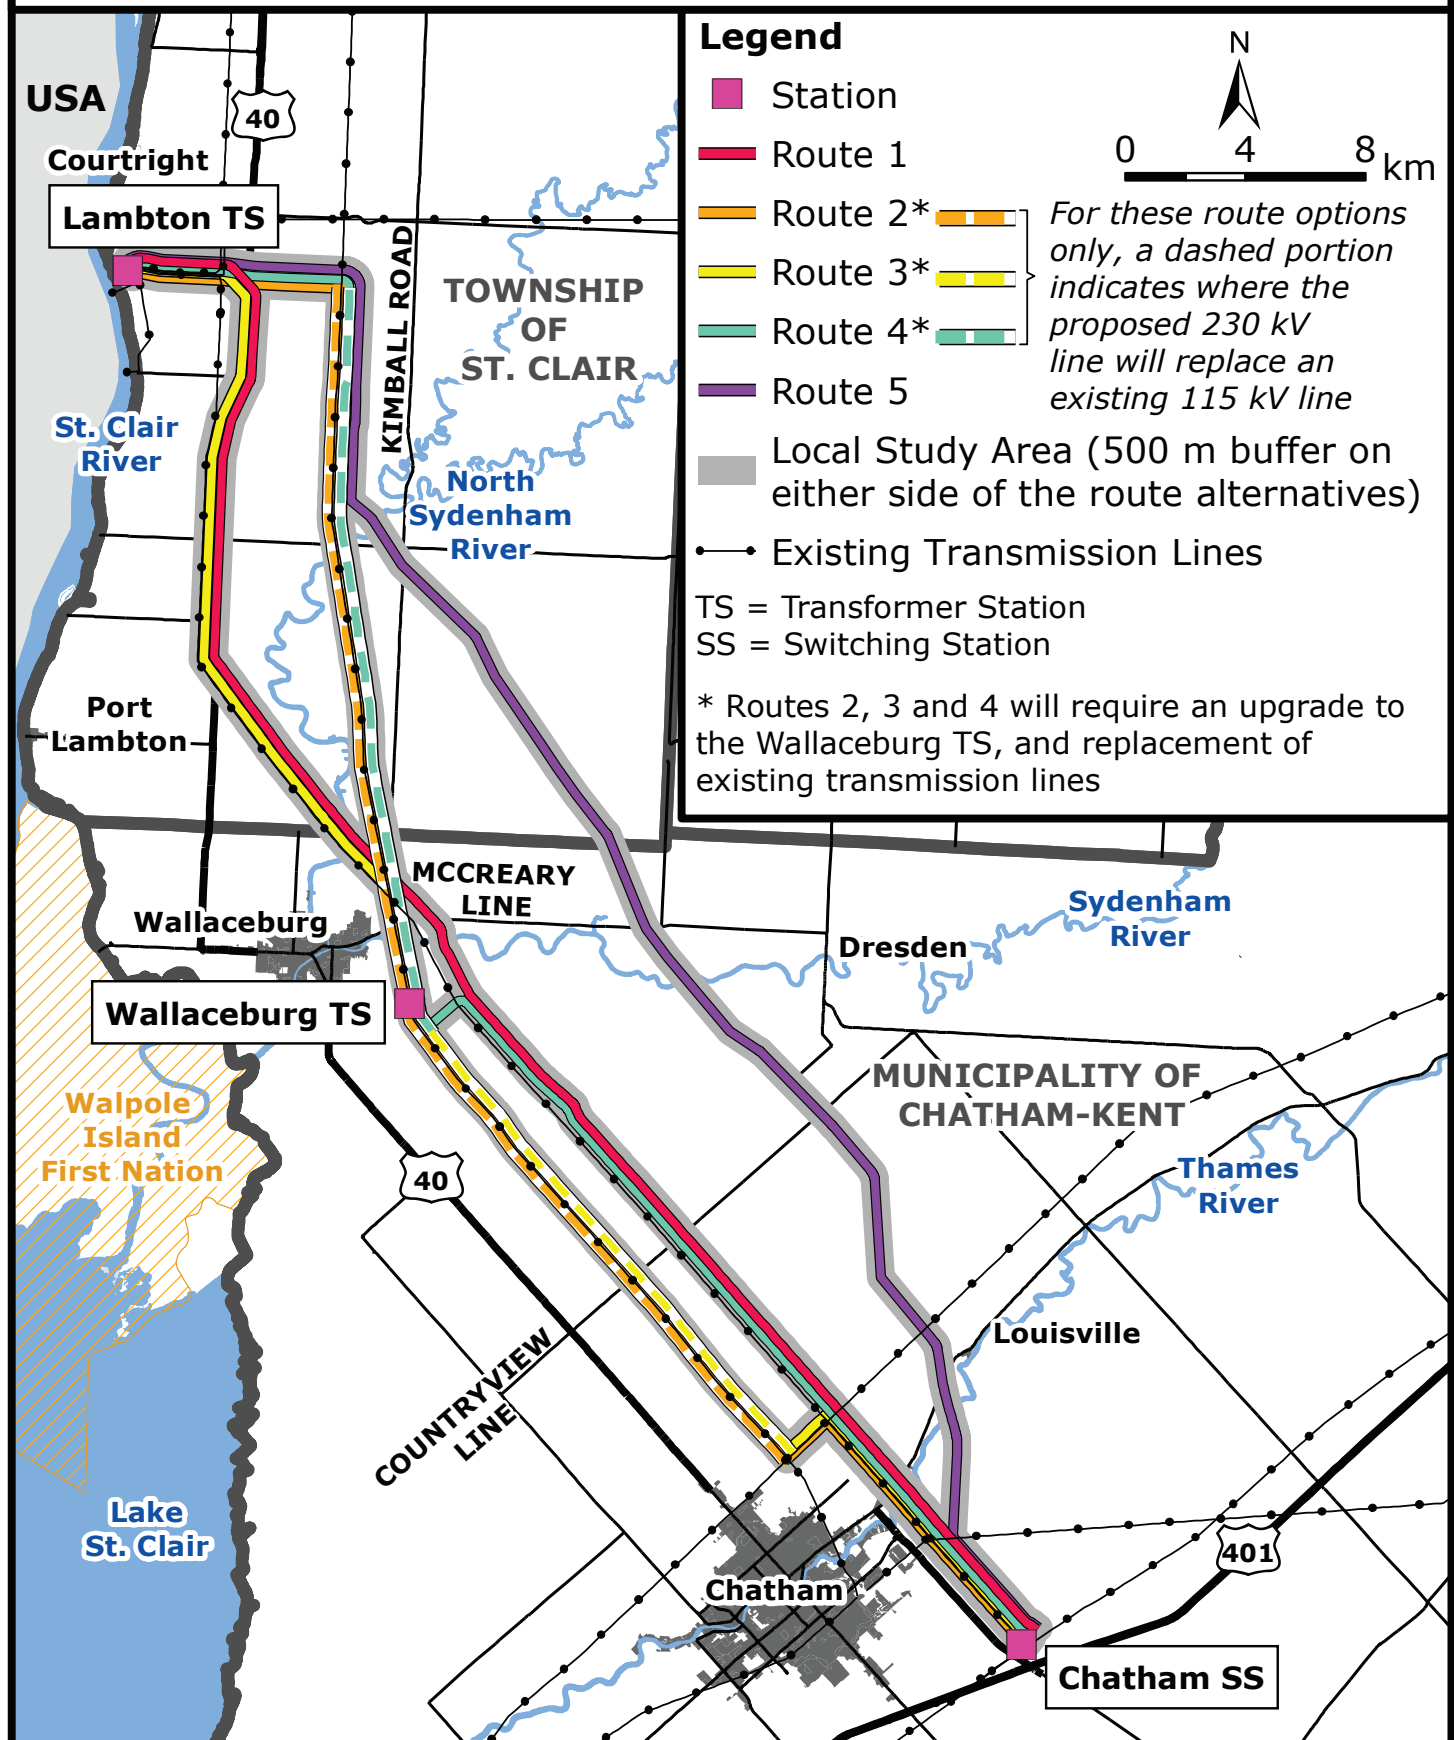 Legend
Station
Route 1
Route 2*
Route 3*
Route 4*
Route 5
For these route options
only, a dashed portion
indicates where the
proposed 230 kV
line will replace an
existing 115 kV line
Local Study Area (500 m buffer on
either side of the route alternatives)
Existing Transmission Lines
TS = Transformer Station
SS = Switching Station
* Routes 2, 3 and 4 will require an upgrade to
the Wallaceburg TS, and replacement of
existing transmission lines
N
0 4 8 km
USA
40
Courtright
Lambton TS
KIMBALL ROAD
TOWNSHIP
OF
ST. CLAIR
St. Clair
River
North
Sydenham
River
Port
Lambton
MCCREARY
LINE
Wallaceburg
Sydenham
River
Dresden
Wallaceburg TS
MUNICIPALITY OF
CHATHAM-KENT
Walpole
Island
First Nation
40
Thames
River
Louisville
COUNTRYVIEW
LINE
Lake
St. Clair
401
Chatham
Chatham SS